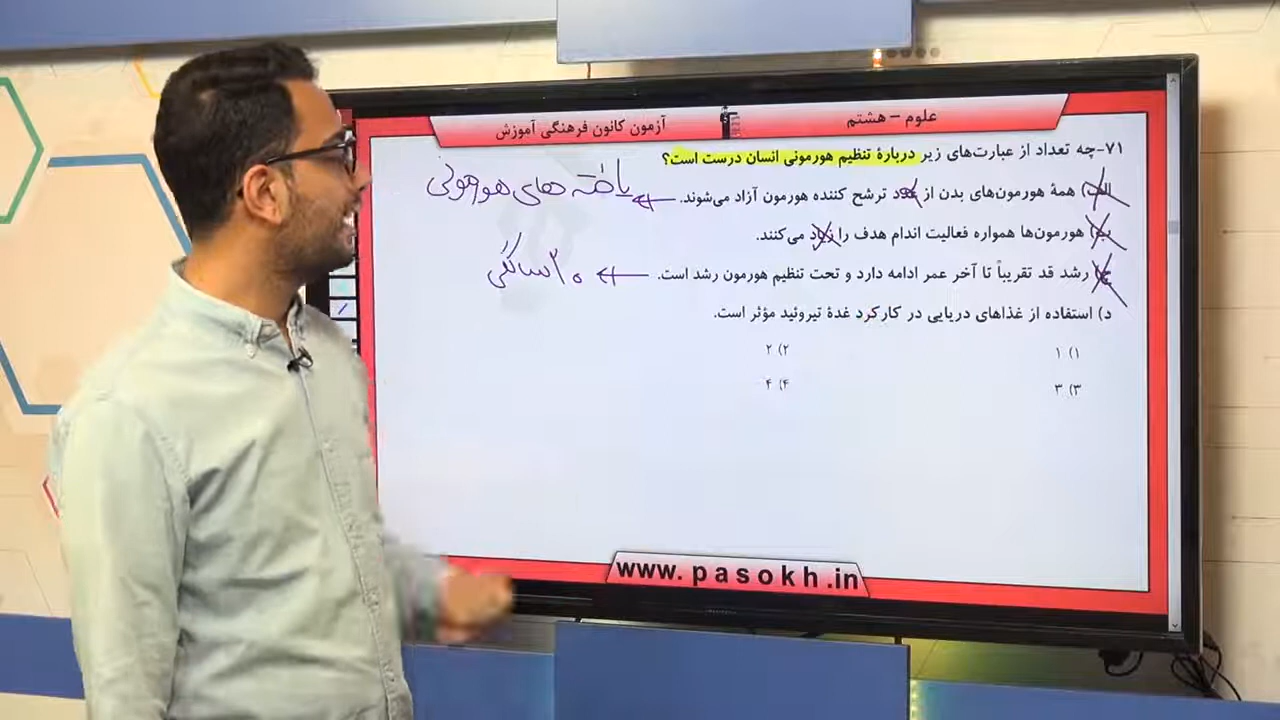 علوم – هشتم
آزمون کانون فرهنگی آموزش
۷۱-چه تعداد از عبارت‌های زیر دربارهٔ تنظیم هورمونی انسان درست است؟
الف) همهٔ هورمون‌های بدن از غدد ترشح کننده هورمون آزاد می‌شوند. یاخته های هورمونی
ب) هورمون‌ها همواره فعالیت اندام هدف را زیاد می‌کنند.
ج) رشد قد تقریباً تا آخر عمر ادامه دارد و تحت تنظیم هورمون رشد است. ۲۰ سالگی
د) استفاده از غذاهای دریایی در کارکرد غدهٔ تیروئید مؤثر است.
۱) ۱ ۲) ۲
۳) ۳ ۴) ۴
www.pasokh.in